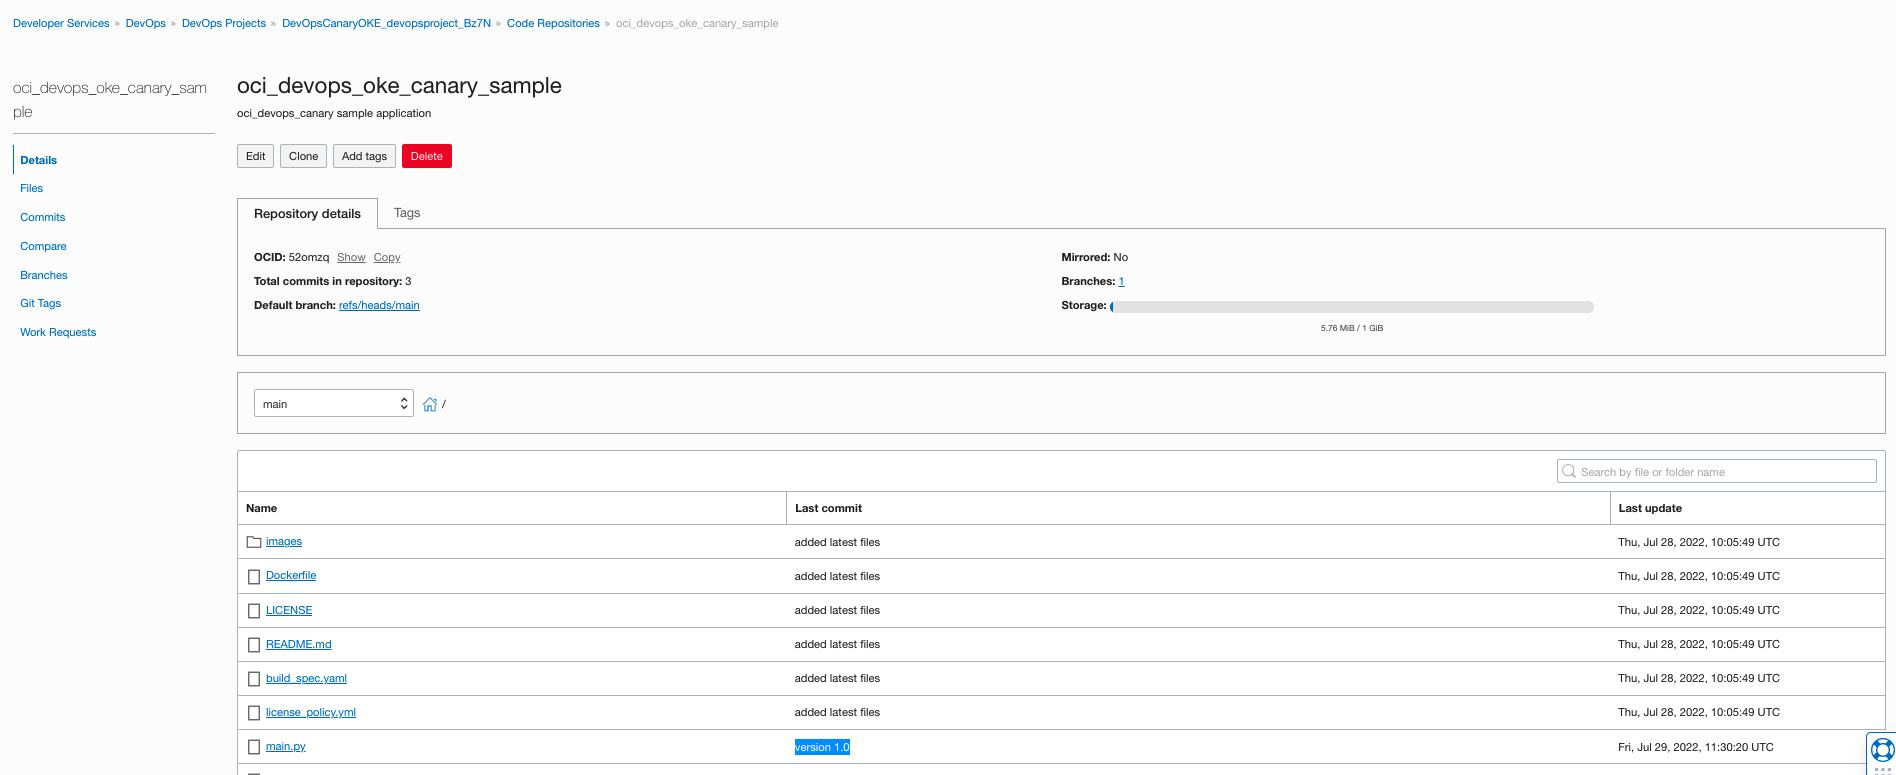 Developer Services » DevOps » DevOps Projects » DevOpsCanaryOKE_devopsproject_Bz7N » Code Repositories » oci_devops_oke_canary_sample
oci_devops_oke_canary_sam
ple
Details
Files
Commits
Compare
Branches
Git Tags
Work Requests
oci_devops_oke_canary_sample
oci_devops_canary sample application
Edit Clone Add tags Delete
Repository details Tags
OCID: 52omzq Show Copy
Total commits in repository: 3
Default branch: refs/heads/main
Mirrored: No
Branches: 1
Storage:
5.76 MiB / 1 GiB
main /
Search by file or folder name
Name Last commit Last update
images added latest files Thu, Jul 28, 2022, 10:05:49 UTC
Dockerfile added latest files Thu, Jul 28, 2022, 10:05:49 UTC
LICENSE added latest files Thu, Jul 28, 2022, 10:05:49 UTC
README.md added latest files Thu, Jul 28, 2022, 10:05:49 UTC
build_spec.yaml added latest files Thu, Jul 28, 2022, 10:05:49 UTC
license_policy.yml added latest files Thu, Jul 28, 2022, 10:05:49 UTC
main.py version 1.0 Fri, Jul 29, 2022, 11:30:20 UTC